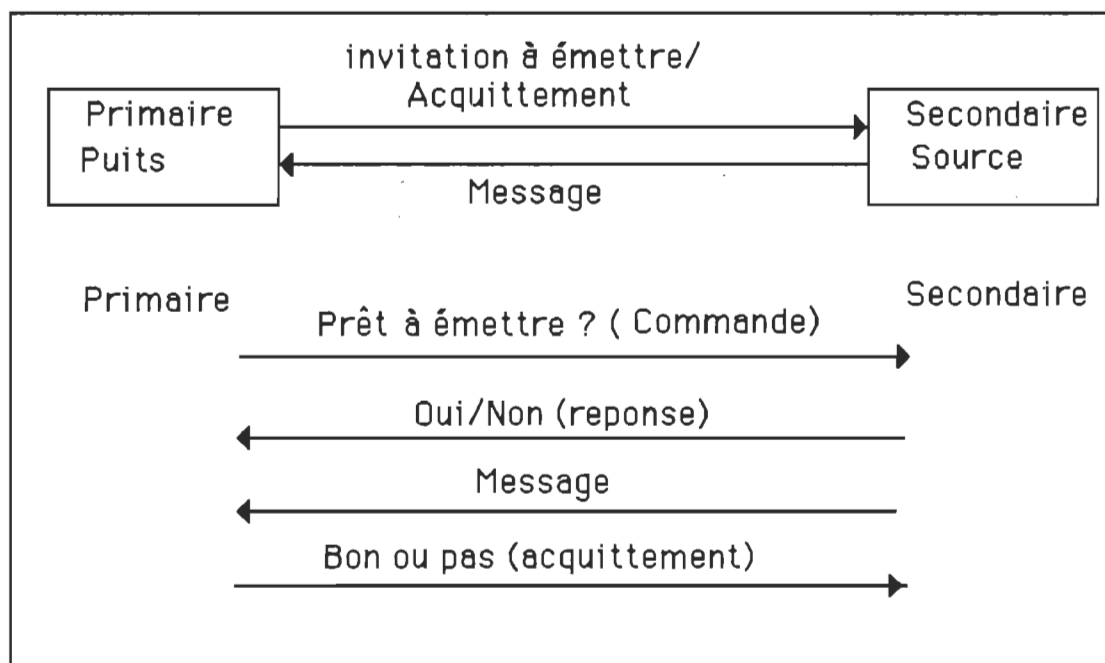 invitation à émettre/
Acquittement
Primaire
Puits
Secondaire
Source
Message
Primaire
Secondaire
Prêt à émettre ? ( Commande)
Oui/Non (reponse)
Message
Bon ou pas (acquittement)